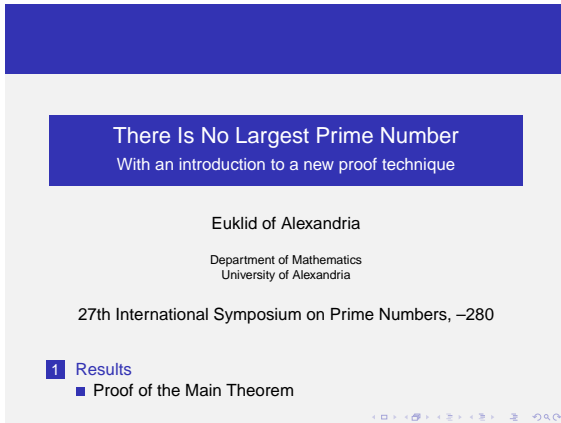 There Is No Largest Prime Number
With an introduction to a new proof technique
Euklid of Alexandria
Department of Mathematics
University of Alexandria
27th International Symposium on Prime Numbers, –280
1 Results
Proof of the Main Theorem